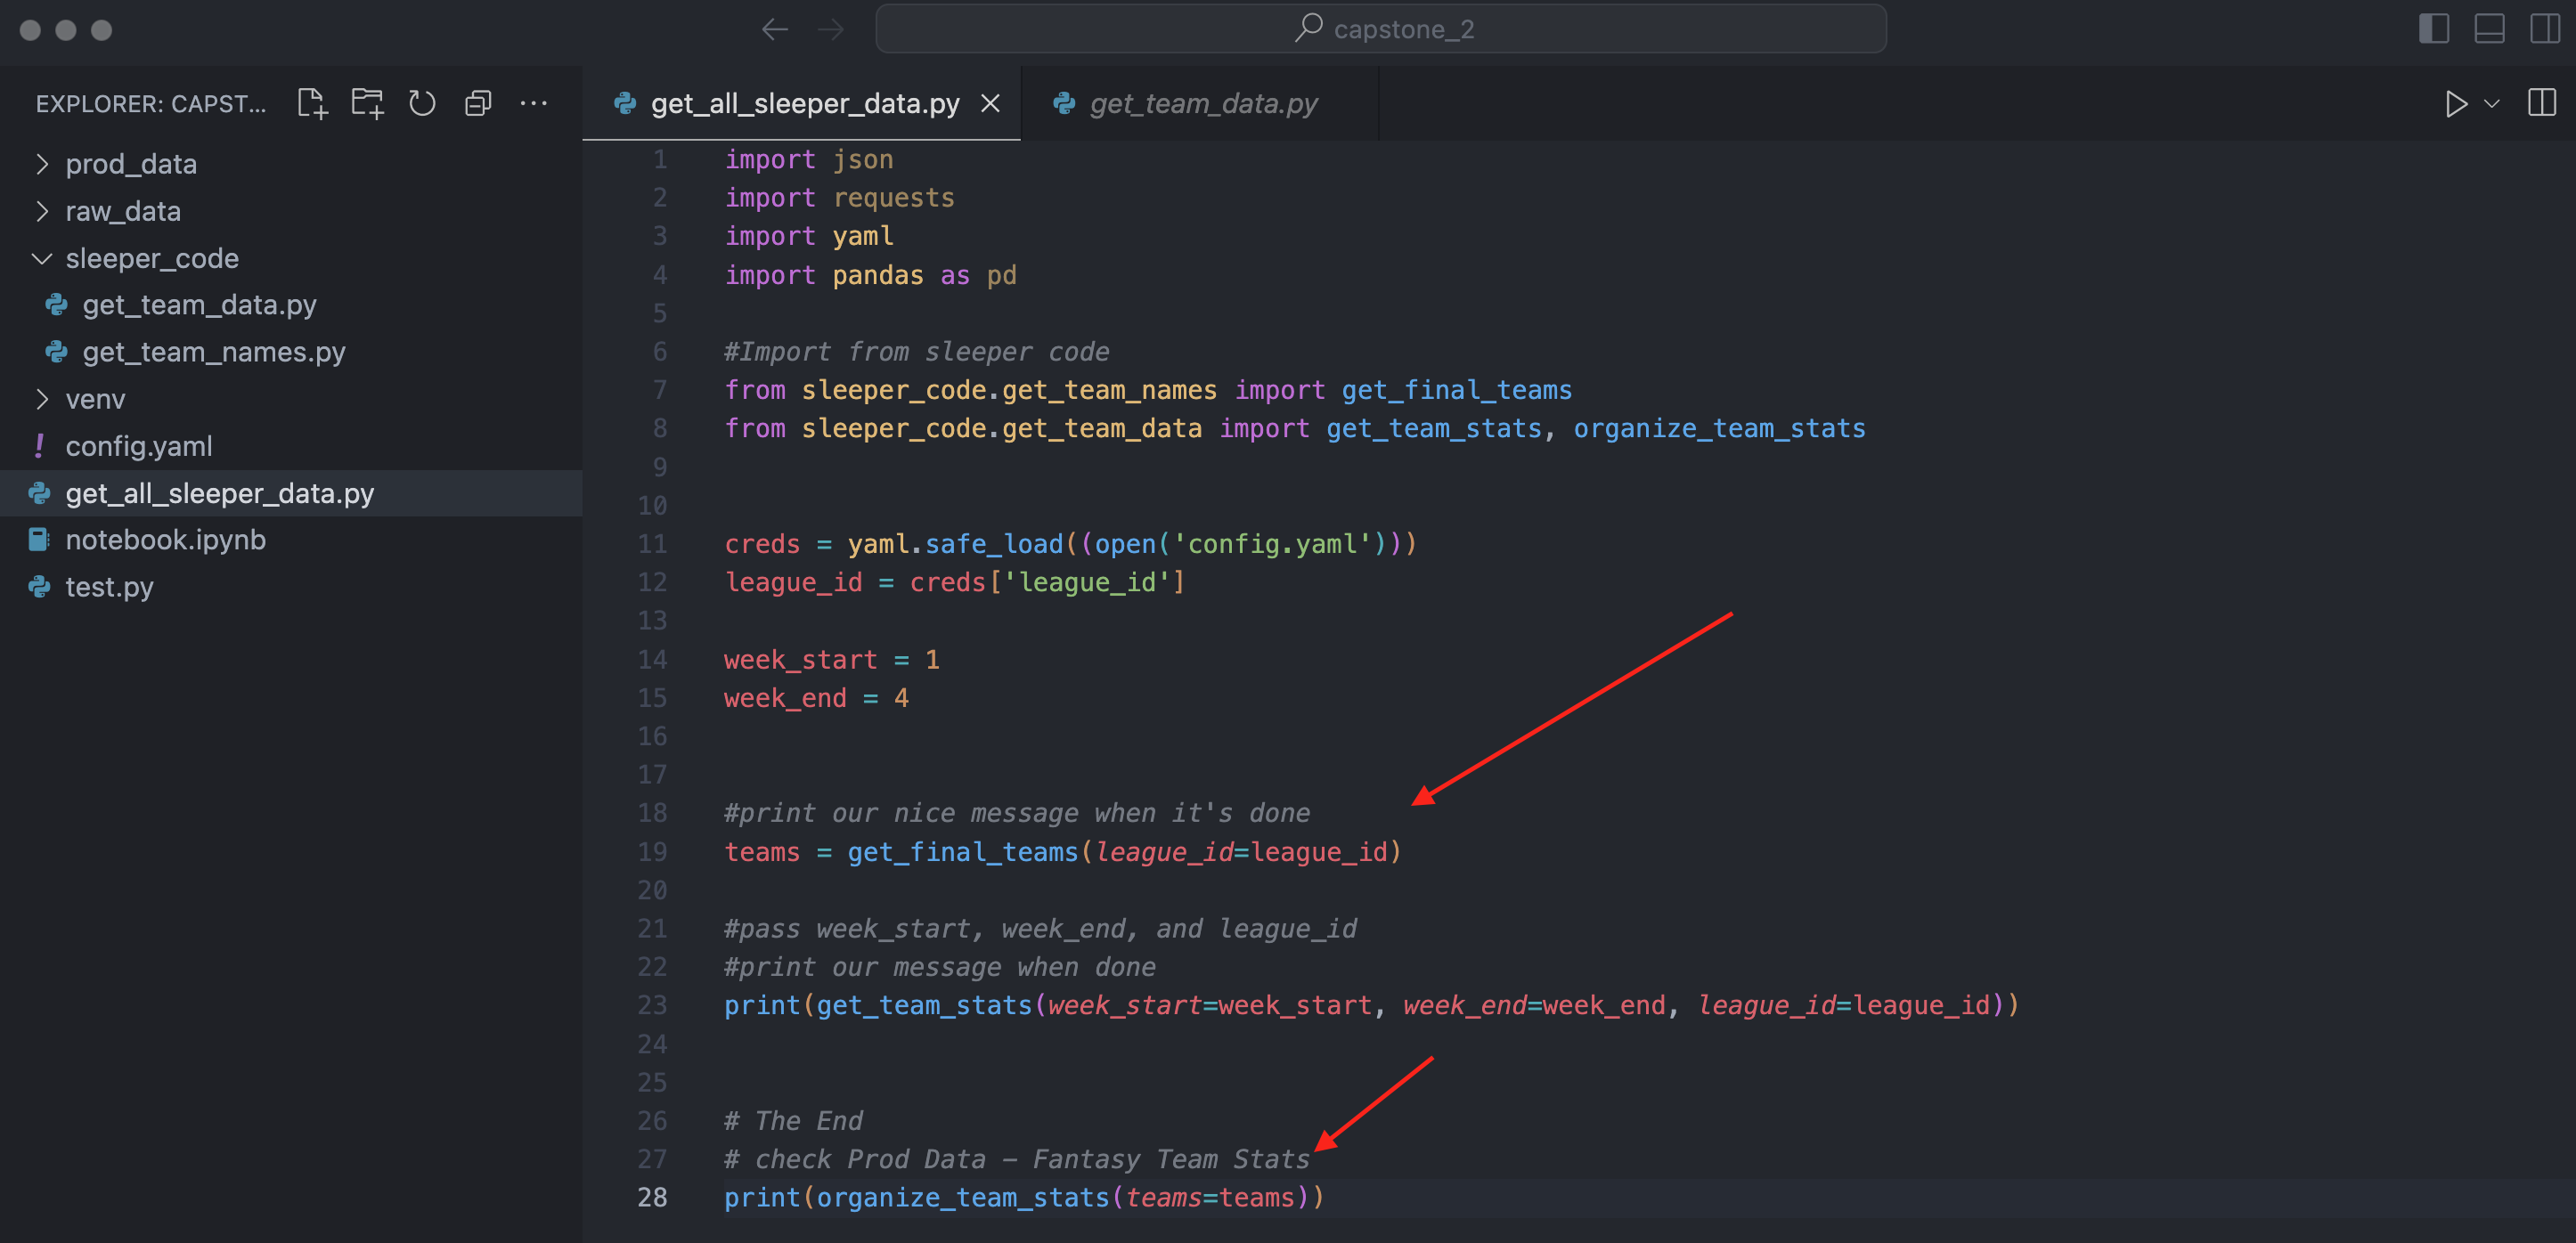 capstone_2
EXPLORER: CAPST...
get_all_sleeper_data.py
get_team_data.py
prod_data
raw_data
sleeper_code
get_team_data.py
get_team_names.py
venv
! config.yaml
get_all_sleeper_data.py
notebook.ipynb
test.py
1 import json
2 import requests
3 import yaml
4 import pandas as pd
5
6 #Import from sleeper code
7 from sleeper_code.get_team_names import get_final_teams
8 from sleeper_code.get_team_data import get_team_stats, organize_team_stats
9
10
11 creds = yaml.safe_load((open('config.yaml')))
12 league_id = creds['league_id']
13
14 week_start = 1
15 week_end = 4
16
17
18 #print our nice message when it's done
19 teams = get_final_teams(league_id=league_id)
20
21 #pass week_start, week_end, and league_id
22 #print our message when done
23 print(get_team_stats(week_start=week_start, week_end=week_end, league_id=league_id))
24
25
26 # The End
27 # check Prod Data – Fantasy Team Stats
28 print(organize_team_stats(teams=teams))